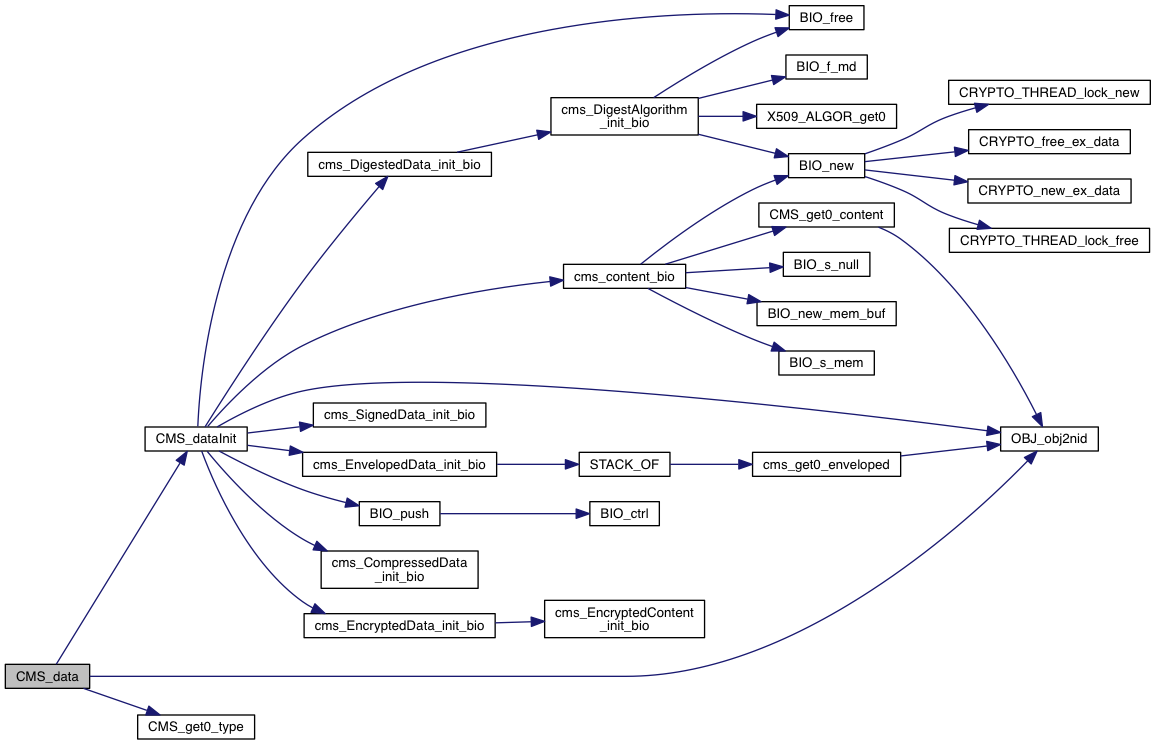 BIO_free
BIO_f_md
cms_DigestAlgorithm
_init_bio
CRYPTO_THREAD_lock_new
X509_ALGOR_get0
CRYPTO_free_ex_data
cms_DigestedData_init_bio
BIO_new
CRYPTO_new_ex_data
CMS_get0_content
CRYPTO_THREAD_lock_free
BIO_s_null
cms_content_bio
BIO_new_mem_buf
BIO_s_mem
cms_SignedData_init_bio
CMS_dataInit
OBJ_obj2nid
cms_EnvelopedData_init_bio
STACK_OF
cms_get0_enveloped
BIO_push
BIO_ctrl
cms_CompressedData
_init_bio
cms_EncryptedData_init_bio
cms_EncryptedContent
_init_bio
CMS_data
CMS_get0_type